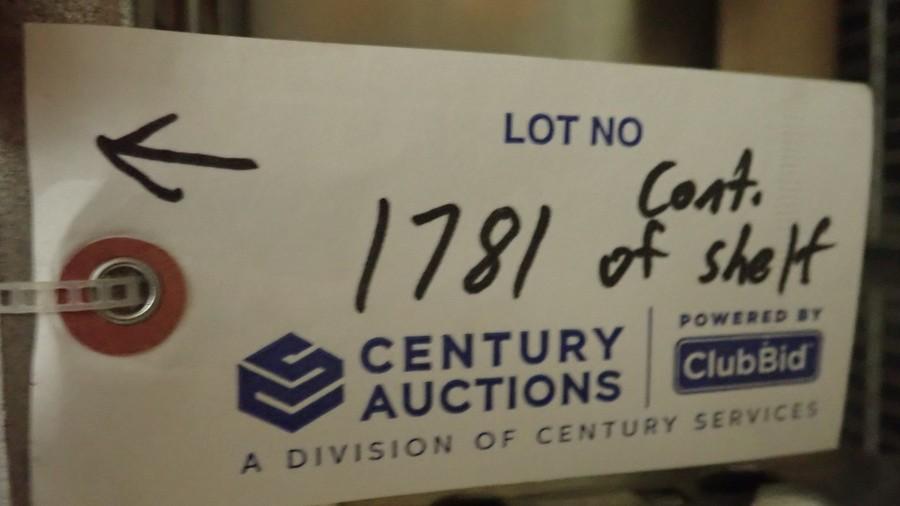 LOT NO
1781 Cont.
of shelf
CENTURY
AUCTIONS
POWERED BY
ClubBid
A DIVISION OF CENTURY SERVICES